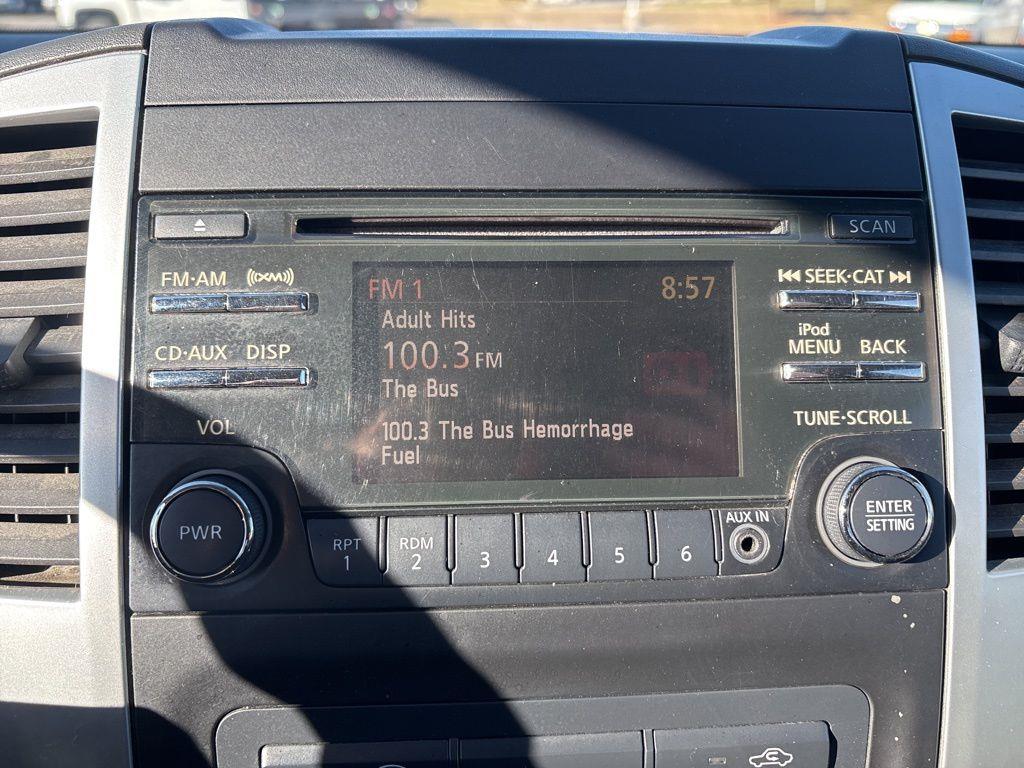 SCAN
FM·AM ((XM))
SEEK·CAT
FM 1 8:57
Adult Hits
100.3 FM
The Bus
100.3 The Bus Hemorrhage
Fuel
CD·AUX DISP
iPod
MENU BACK
VOL
TUNE·SCROLL
PWR
RPT
1
RDM
2
3
4
5
6
AUX IN
ENTER
SETTING